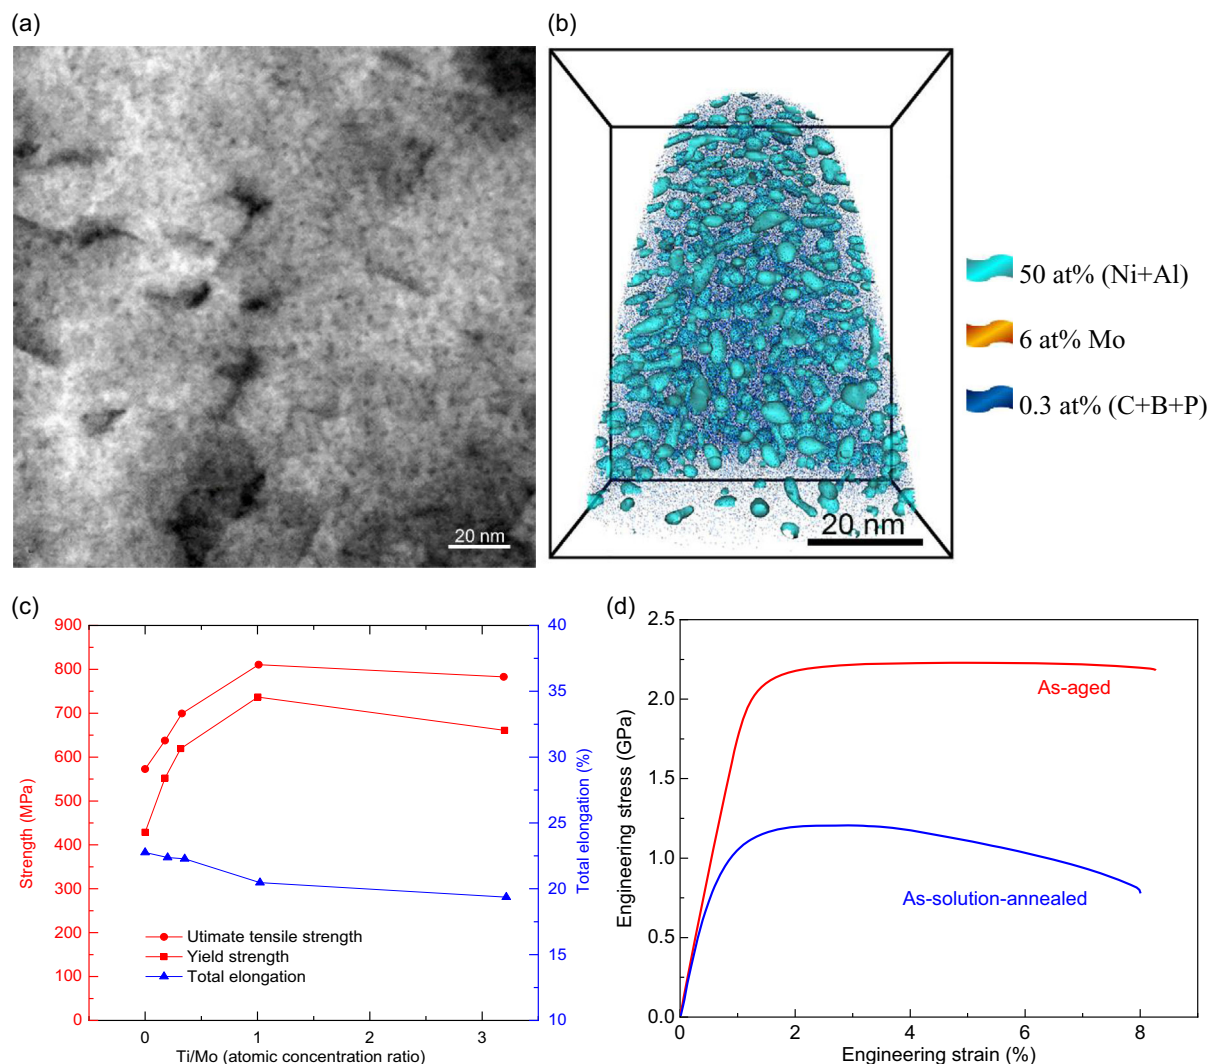 (a)
(b)
20 nm
20 nm
50 at% (Ni+Al)
6 at% Mo
0.3 at% (C+B+P)
(c)
900
800
700
600
500
400
300
200
100
0
Strength (MPa)
40
35
30
25
20
15
10
Total elongation (%)
Utimate tensile strength
Yield strength
Total elongation
0
1
2
3
Ti/Mo (atomic concentration ratio)
(d)
2.5
2.0
1.5
1.0
0.5
0.0
Engineering stress (GPa)
As-aged
As-solution-annealed
0
2
4
6
8
Engineering strain (%)